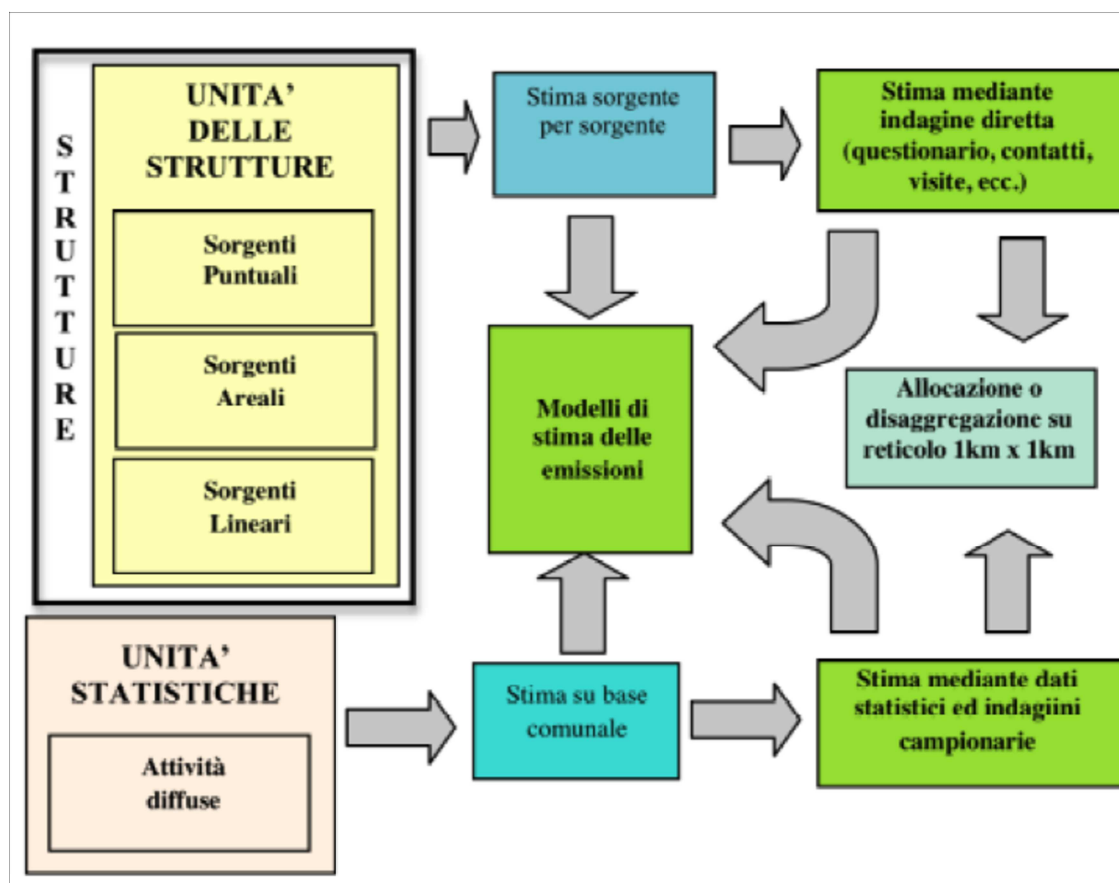 STRUTTURE
UNITA'
DELLE
STRUTTURE
Sorgenti
Puntuali
Sorgenti
Areali
Sorgenti
Lineari
Stima sorgente
per sorgente
Stima mediante
indagine diretta
(questionario, contatti,
visite, ecc.)
Modelli di
stima delle
emissioni
Allocazione o
disaggregazione su
reticolo 1km x 1km
UNITA'
STATISTICHE
Attività
diffuse
Stima su base
comunale
Stima mediante dati
statistici ed indagiini
campionarie